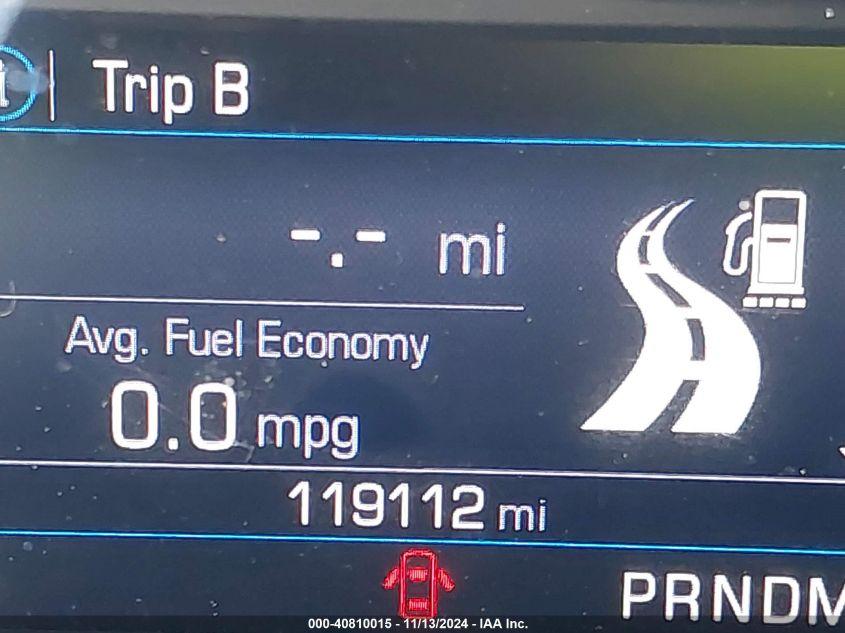 i | Trip B
-.- mi
Avg. Fuel Economy
0.0 mpg
119112 mi
PRNDM
000-40810015 - 11/13/2024 - IAA Inc.